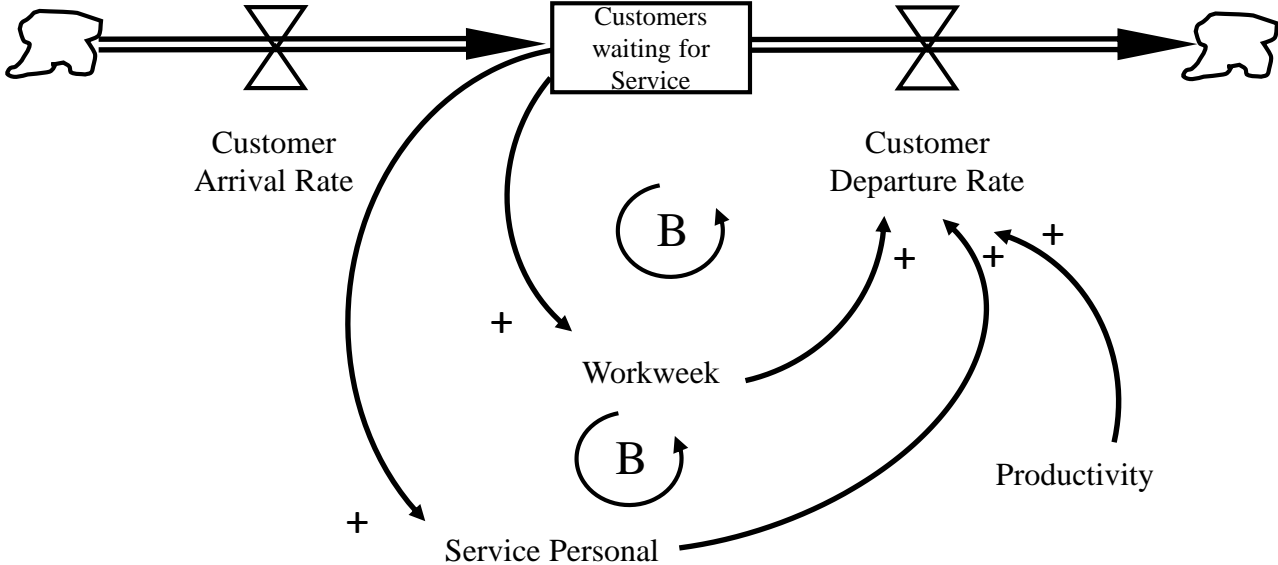 Customers
waiting for
Service
Customer
Arrival Rate
Customer
Departure Rate
B
+
+
+
+
Workweek
B
Productivity
+
Service Personal